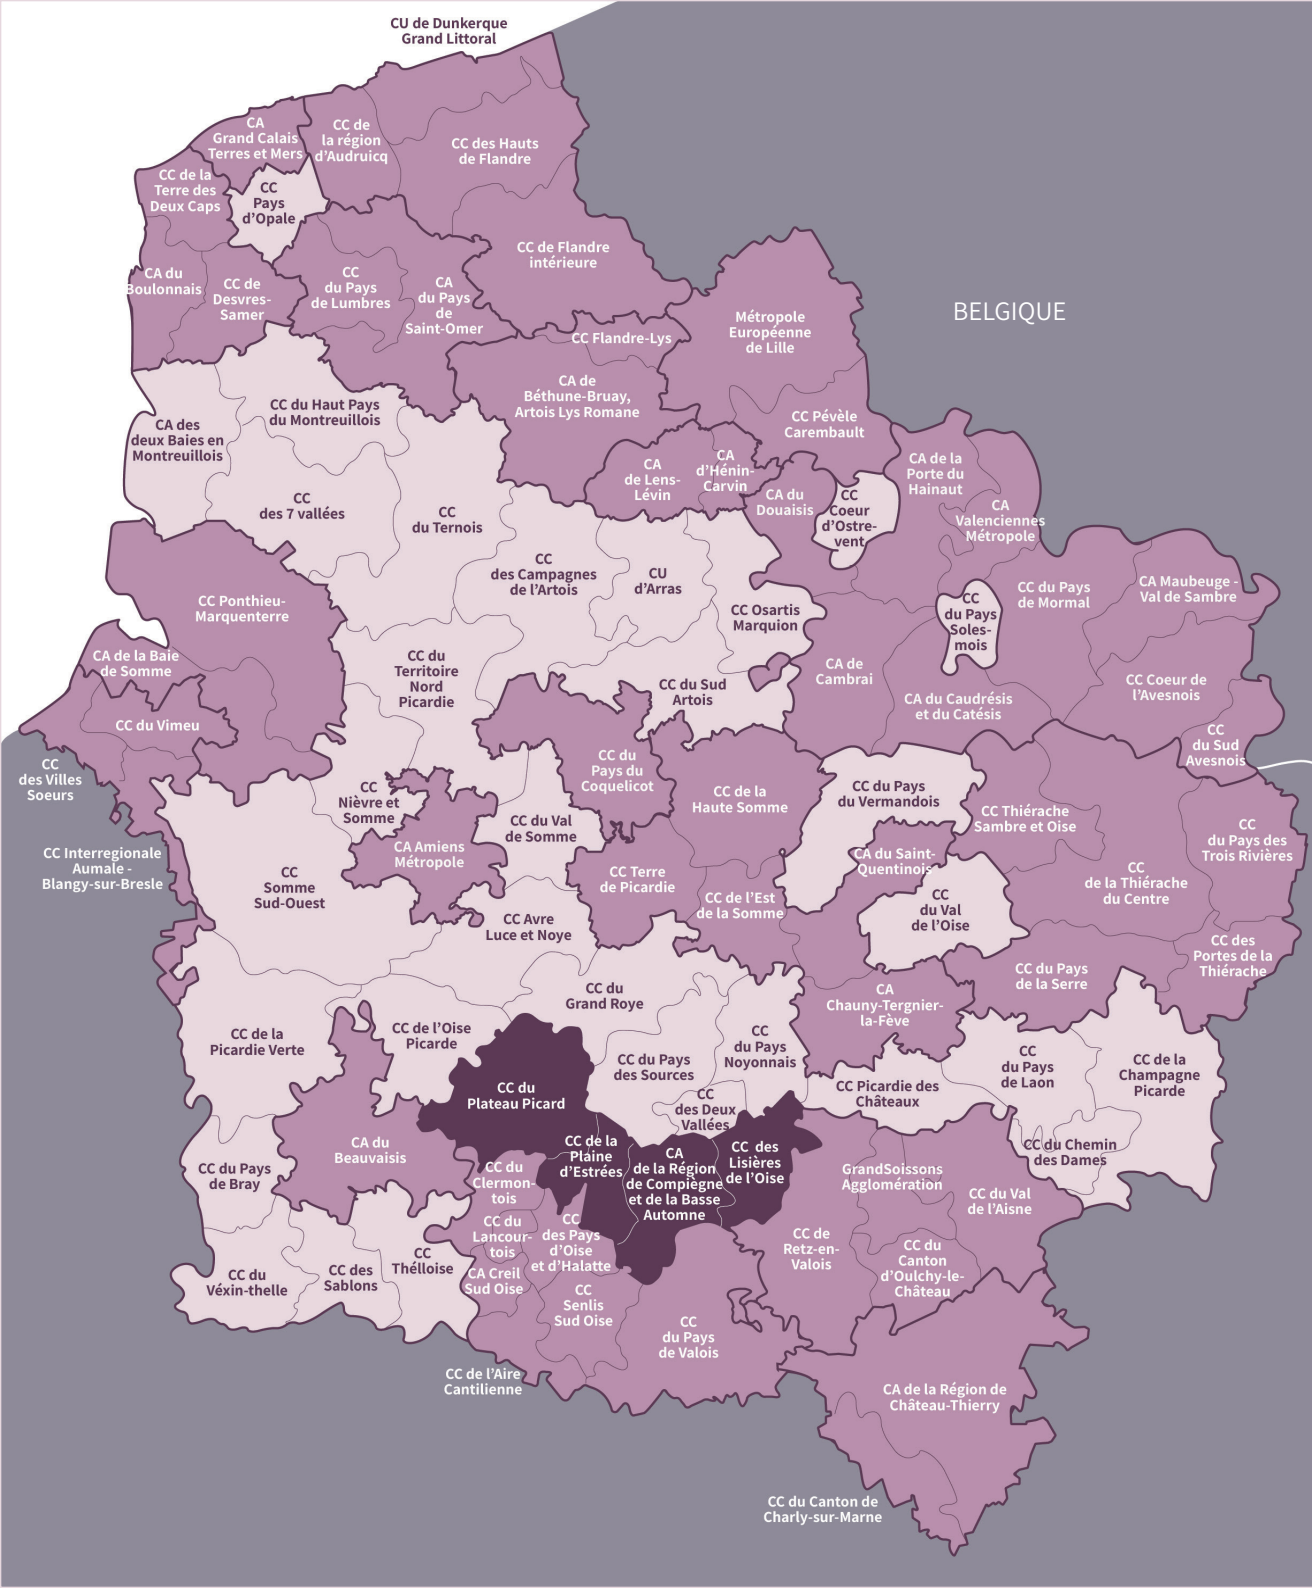 CU de Dunkerque
Grand Littoral
CA
Grand Calais
Terres et Mers
CC de
la région
d'Audruicq
CC des Hauts
de Flandre
CC de la
Terre des
Deux Caps
CC
Pays
d'Opale
CC de Flandre
intérieure
CA du
Boulonnais
CC de
Desvres-
Samer
CC
du Pays
de Lumbres
CA
du Pays
de
Saint-Omer
BELGIQUE
CC Flandre-Lys
Métropole
Européenne
de Lille
CA de
Béthune-Bruay,
Artois Lys Romane
CC du Haut Pays
du Montreuillois
CC Pévèle
Carembault
CA des
deux Baies en
Montreuillois
CA
de Lens-
Lévin
CA
d'Hénin-
Carvin
CA de la
Porte du
Hainaut
CA du
Douaisis
CC
Coeur
d'Ostre-
vent
CC
des 7 vallées
CC
du Ternois
CA
Valenciennes
Métropole
CC
des Campagnes
de l'Artois
CU
d'Arras
CC Osartis
Marquion
CC
du Pays
Soles-
mois
CC du Pays
de Mormal
CA Maubeuge -
Val de Sambre
CC Ponthieu-
Marquenterre
CA de la Baie
de Somme
CC du
Territoire
Nord
Picardie
CC du Sud
Artois
CA de
Cambrai
CA du Caudrésis
et du Catésis
CC Coeur de
l'Avesnois
CC du Vimeu
CC
du Sud
Avesnois
CC
des Villes
Soeurs
CC
Nièvre et
Somme
CC du
Pays du
Coquelicot
CC de la
Haute Somme
CC du Pays
du Vermandois
CC Thiérache
Sambre et Oise
CC du Val
de Somme
CC
du Pays des
Trois Rivières
CC Interregionale
Aumale -
Blangy-sur-Bresle
CA Amiens
Métropole
CA du Saint-
Quentinois
CC
Somme
Sud-Ouest
CC Terre
de Picardie
CC de l'Est
de la Somme
CC
de la Thiérache
du Centre
CC
du Val
de l'Oise
CC Avre
Luce et Noye
CC des
Portes de la
Thiérache
CC du Pays
de la Serre
CC du
Grand Roye
CA
Chauny-Tergnier-
la-Fève
CC de la
Picardie Verte
CC de l'Oise
Picarde
CC du Pays
des Sources
CC
du Pays
Noyonnais
CC
du Pays
de Laon
CC de la
Champagne
Picarde
CC du
Plateau Picard
CC
des Deux
Vallées
CC Picardie des
Châteaux
CA du
Beauvaisis
CC de la
Plaine
d'Estrées
CA
de la Région
de Compiègne
et de la Basse
Automne
CC des
Lisières
de l'Oise
CC du Chemin
des Dames
CC du Pays
de Bray
CC du
Clermon-
tois
GrandSoissons
Agglomération
CC du Val
de l'Aisne
CC du
Lancour-
tois
CC
des Pays
d'Oise
et d'Halatte
CC de
Retz-en-
Valois
CC du
Canton
d'Oulchy-le-
Château
CC du
Véxin-thelle
CC des
Sablons
CC
Thélloise
CA Creil
Sud Oise
CC
Senlis
Sud Oise
CC
du Pays
de Valois
CC de l'Aire
Cantilienne
CA de la Région de
Château-Thierry
CC du Canton de
Charly-sur-Marne